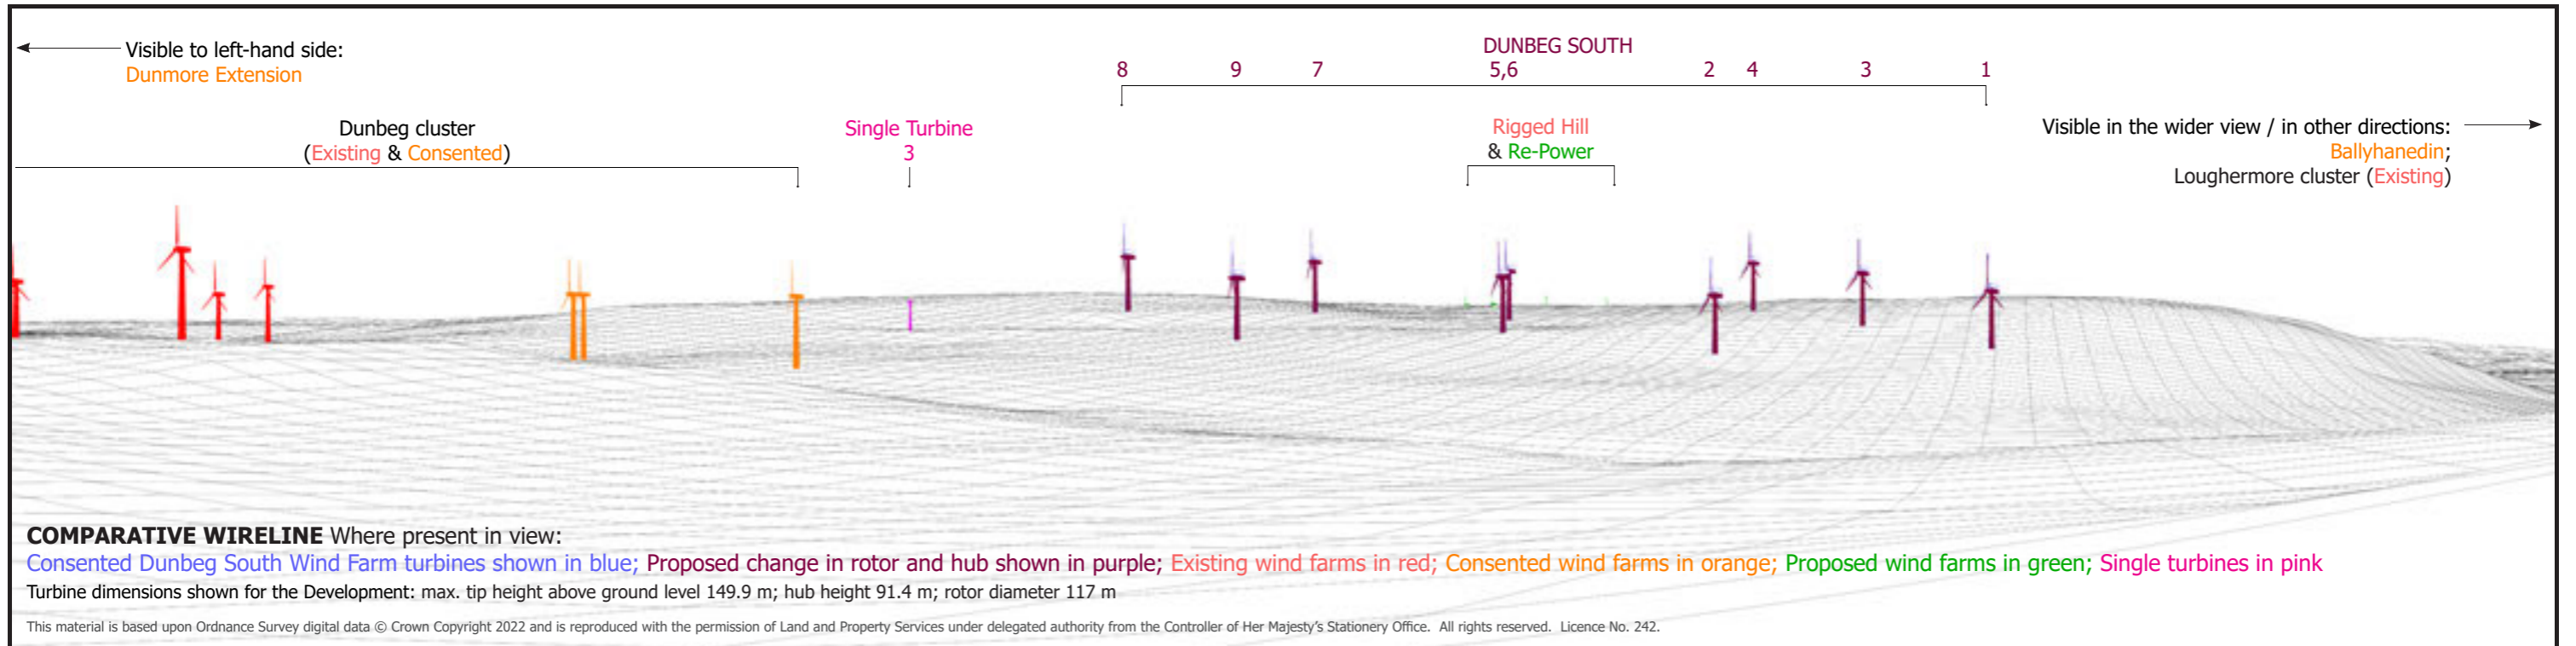 Visible to left-hand side:
Dunmore Extension
DUNBEG SOUTH
8 9 7 5,6 2 4 3 1
Dunbeg cluster
(Existing & Consented)
Single Turbine
3
Rigged Hill
& Re-Power
Visible in the wider view / in other directions:
Ballyhanedin;
Loughermore cluster (Existing)
COMPARATIVE WIRELINE Where present in view:
Consented Dunbeg South Wind Farm turbines shown in blue; Proposed change in rotor and hub shown in purple; Existing wind farms in red; Consented wind farms in orange; Proposed wind farms in green; Single turbines in pink
Turbine dimensions shown for the Development: max. tip height above ground level 149.9 m; hub height 91.4 m; rotor diameter 117 m
This material is based upon Ordnance Survey digital data © Crown Copyright 2022 and is reproduced with the permission of Land and Property Services under delegated authority from the Controller of Her Majesty's Stationery Office. All rights reserved. Licence No. 242.